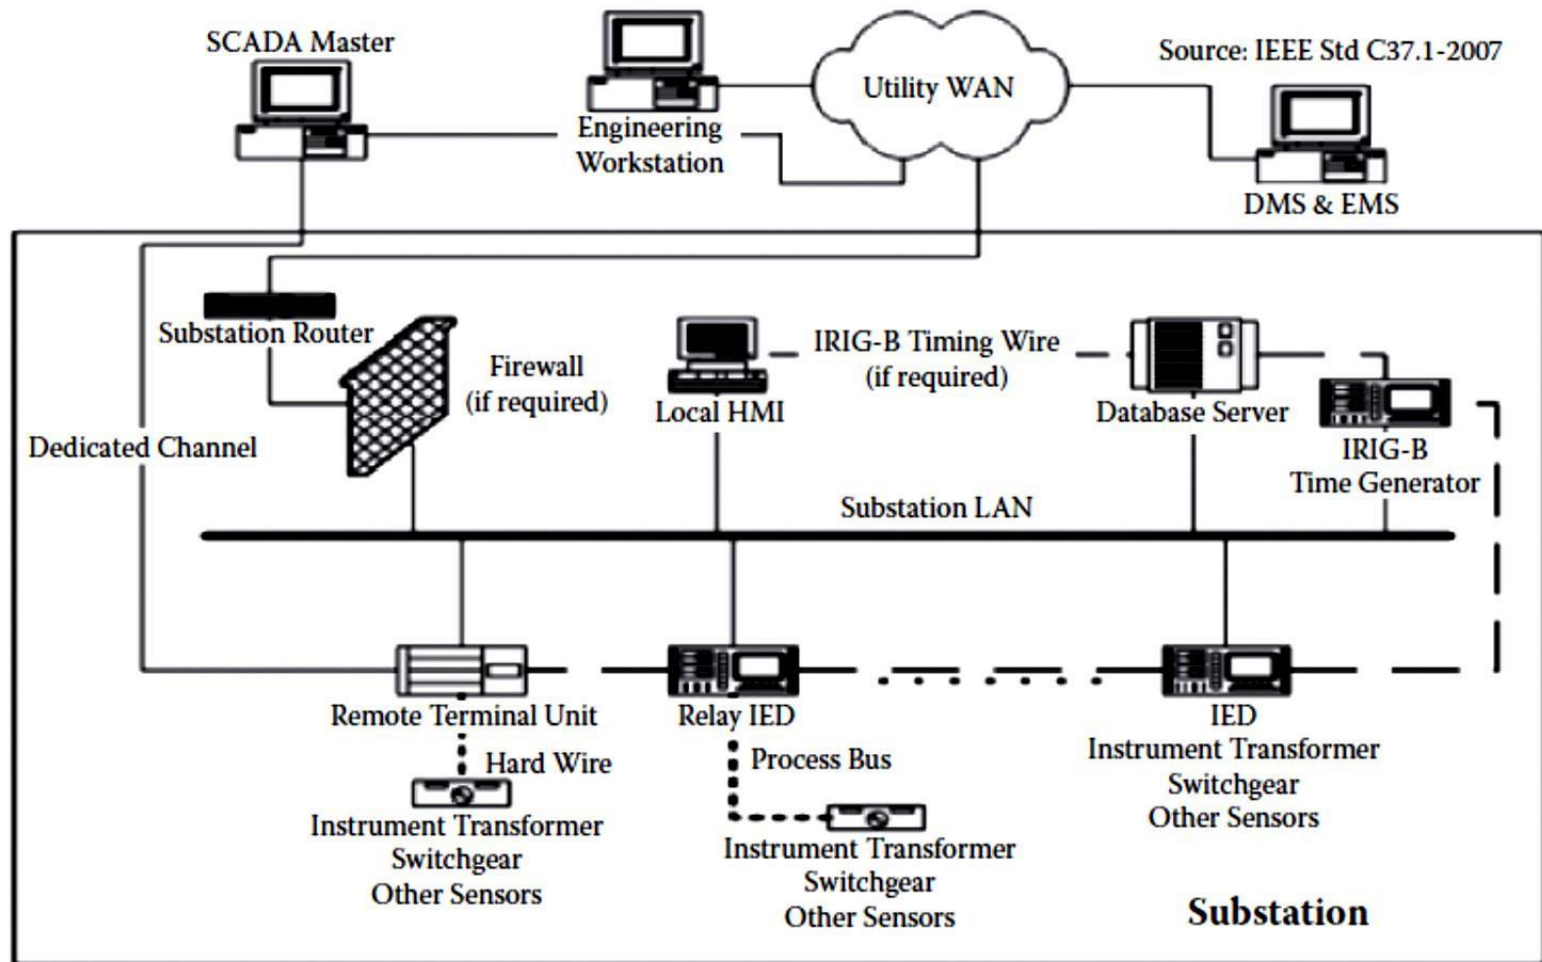 SCADA Master
Source: IEEE Std C37.1-2007
Utility WAN
Engineering
Workstation
DMS & EMS
Substation Router
Firewall
(if required)
IRIG-B Timing Wire
(if required)
Local HMI
Database Server
Dedicated Channel
IRIG-B
Time Generator
Substation LAN
Remote Terminal Unit
Relay IED
IED
Instrument Transformer
Switchgear
Other Sensors
Hard Wire
Process Bus
Instrument Transformer
Switchgear
Other Sensors
Instrument Transformer
Switchgear
Other Sensors
Substation